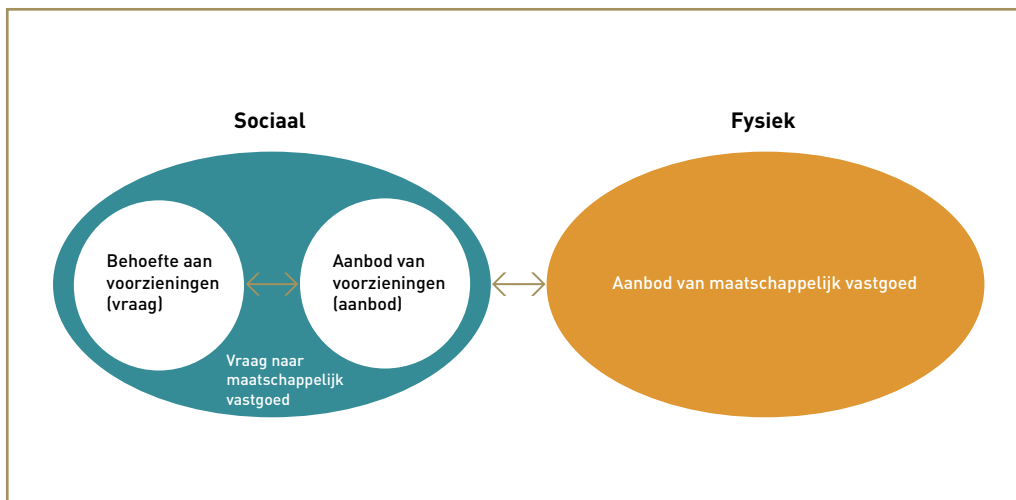 Sociaal
Fysiek
Behoefte aan
voorzieningen
(vraag)
Aanbod van
voorzieningen
(aanbod)
Vraag naar
maatschappelijk
vastgoed
Aanbod van maatschappelijk vastgoed